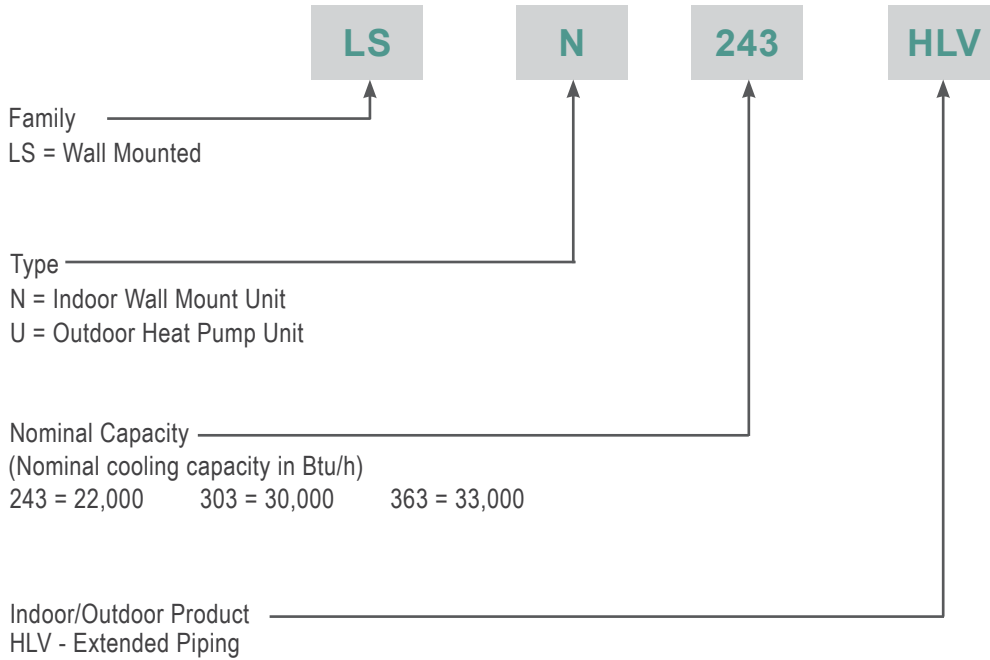 LS N 243 HLV
Family
LS = Wall Mounted
Type
N = Indoor Wall Mount Unit
U = Outdoor Heat Pump Unit
Nominal Capacity
(Nominal cooling capacity in Btu/h)
243 = 22,000 303 = 30,000 363 = 33,000
Indoor/Outdoor Product
HLV - Extended Piping